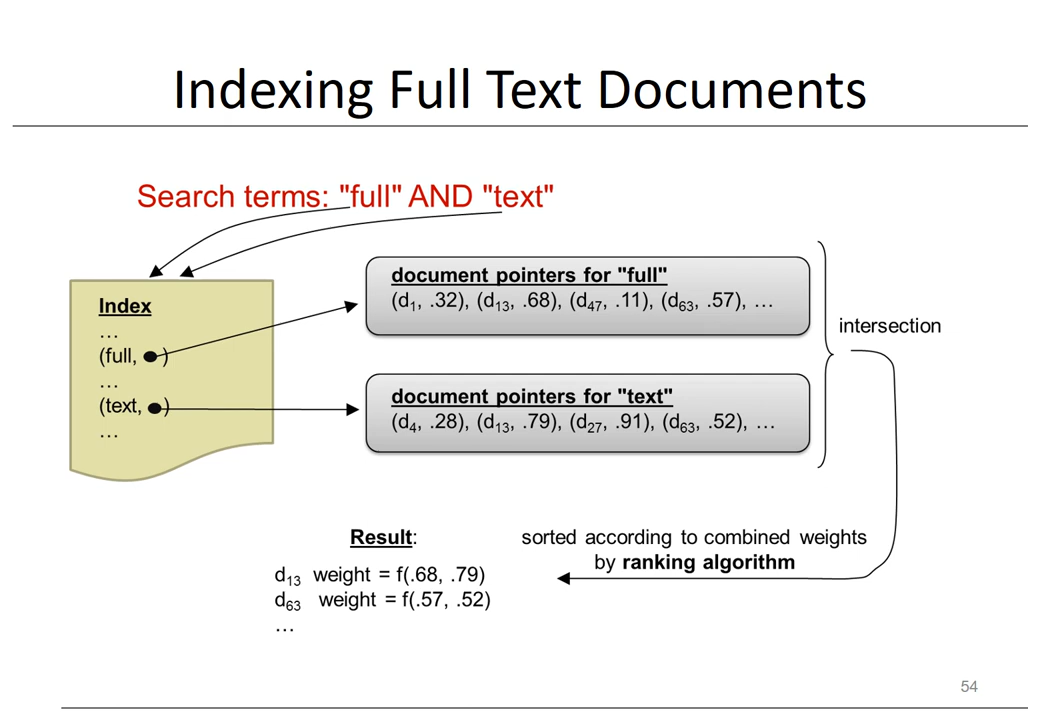 Indexing Full Text Documents
Search terms: "full" AND "text"
Index
…
(full, ● )
…
(text, ● )
…
document pointers for "full"
(d1, .32), (d13, .68), (d47, .11), (d63, .57), …
document pointers for "text"
(d4, .28), (d13, .79), (d27, .91), (d63, .52), …
intersection
sorted according to combined weights
by ranking algorithm
Result:
d13 weight = f(.68, .79)
d63 weight = f(.57, .52)
…
54